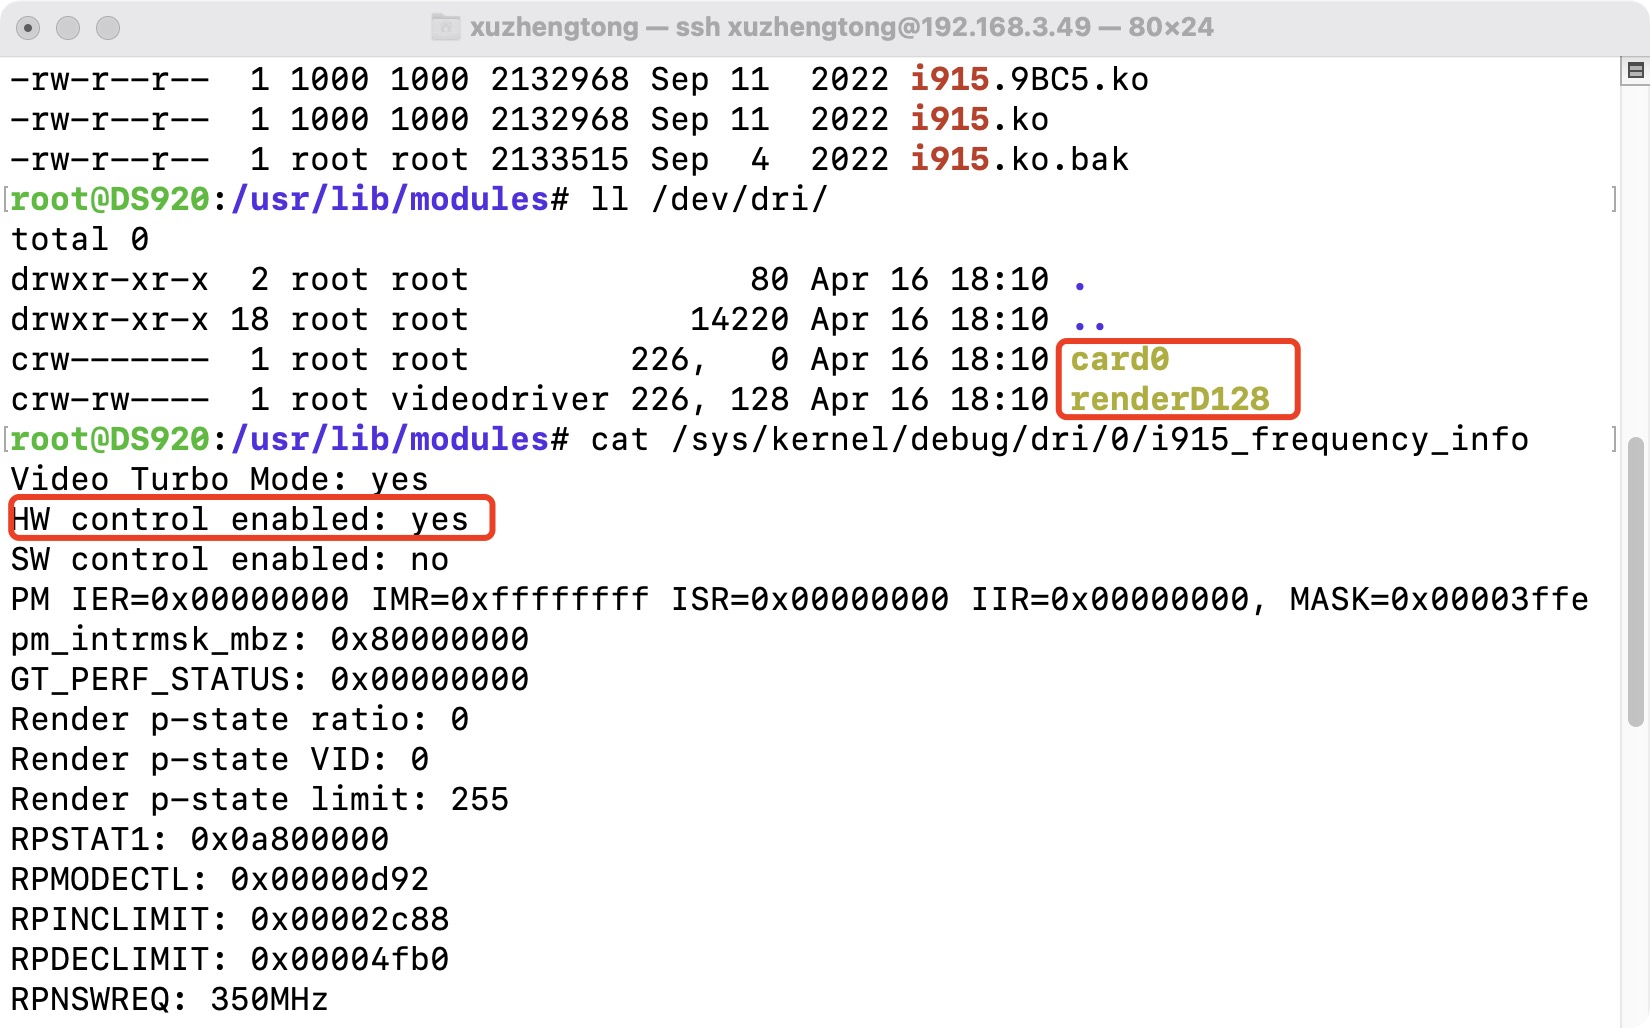 xuzhengtong — ssh xuzhengtong@192.168.3.49 — 80×24
-rw-r--r--  1 1000 1000 2132968 Sep 11  2022 i915.9BC5.ko
-rw-r--r--  1 1000 1000 2132968 Sep 11  2022 i915.ko
-rw-r--r--  1 root root 2133515 Sep  4  2022 i915.ko.bak
[root@DS920:/usr/lib/modules# ll /dev/dri/ ]
total 0
drwxr-xr-x  2 root root              80 Apr 16 18:10 .
drwxr-xr-x 18 root root           14220 Apr 16 18:10 ..
crw-------  1 root root        226,   0 Apr 16 18:10 card0
crw-rw----  1 root videodriver 226, 128 Apr 16 18:10 renderD128
[root@DS920:/usr/lib/modules# cat /sys/kernel/debug/dri/0/i915_frequency_info ]
Video Turbo Mode: yes
HW control enabled: yes
SW control enabled: no
PM IER=0x00000000 IMR=0xffffffff ISR=0x00000000 IIR=0x00000000, MASK=0x00003ffe
pm_intrmsk_mbz: 0x80000000
GT_PERF_STATUS: 0x00000000
Render p-state ratio: 0
Render p-state VID: 0
Render p-state limit: 255
RPSTAT1: 0x0a800000
RPMODECTL: 0x00000d92
RPINCLIMIT: 0x00002c88
RPDECLIMIT: 0x00004fb0
RPNSWREQ: 350MHz